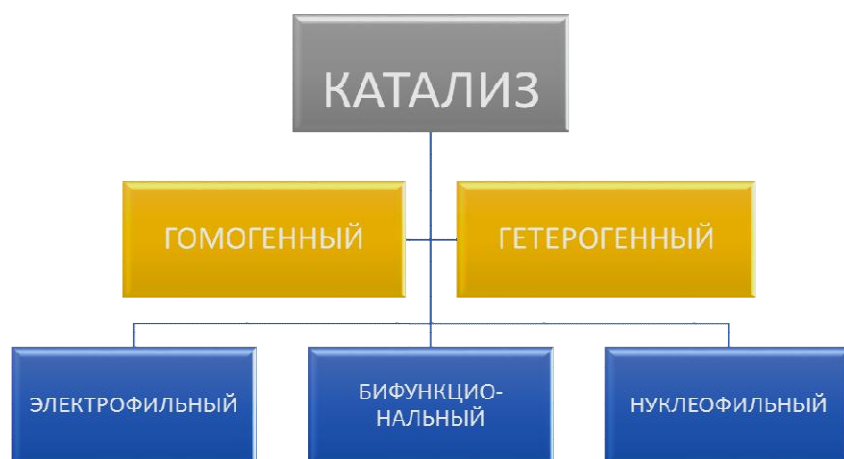 КАТАЛИЗ
ГОМОГЕННЫЙ
ГЕТЕРОГЕННЫЙ
ЭЛЕКТРОФИЛЬНЫЙ
БИФУНКЦИО-
НАЛЬНЫЙ
НУКЛЕОФИЛЬНЫЙ